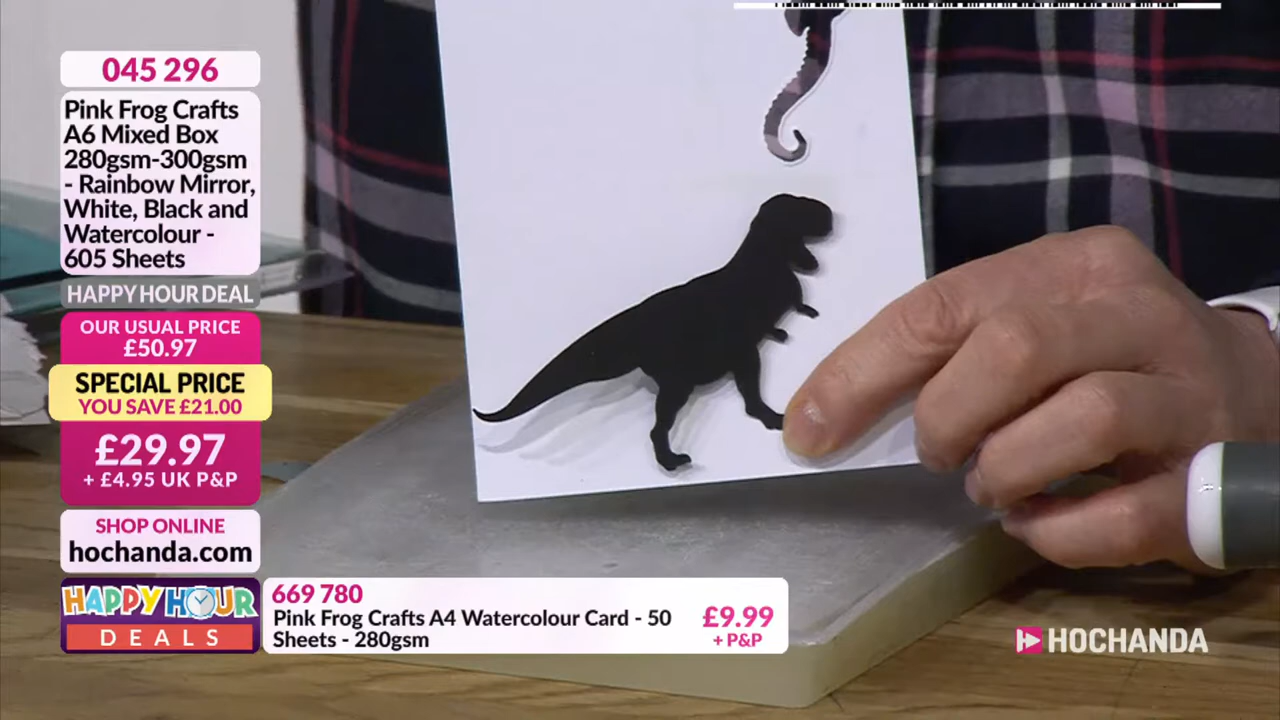 045 296
Pink Frog Crafts
A6 Mixed Box
280gsm-300gsm
- Rainbow Mirror,
White, Black and
Watercolour -
605 Sheets
HAPPY HOUR DEAL
OUR USUAL PRICE
£50.97
SPECIAL PRICE
YOU SAVE £21.00
£29.97
+ £4.95 UK P&P
SHOP ONLINE
hochanda.com
HAPPY HOUR
DEALS
669 780
Pink Frog Crafts A4 Watercolour Card - 50
Sheets - 280gsm
£9.99
+ P&P
HOCHANDA